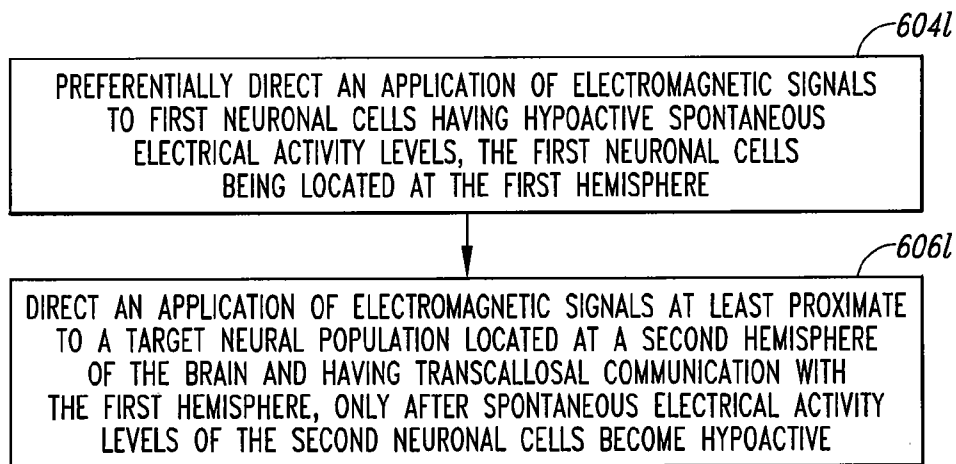 604l
PREFERENTIALLY DIRECT AN APPLICATION OF ELECTROMAGNETIC SIGNALS
TO FIRST NEURONAL CELLS HAVING HYPOACTIVE SPONTANEOUS
ELECTRICAL ACTIVITY LEVELS, THE FIRST NEURONAL CELLS
BEING LOCATED AT THE FIRST HEMISPHERE
606l
DIRECT AN APPLICATION OF ELECTROMAGNETIC SIGNALS AT LEAST PROXIMATE
TO A TARGET NEURAL POPULATION LOCATED AT A SECOND HEMISPHERE
OF THE BRAIN AND HAVING TRANSCALLOSAL COMMUNICATION WITH
THE FIRST HEMISPHERE, ONLY AFTER SPONTANEOUS ELECTRICAL ACTIVITY
LEVELS OF THE SECOND NEURONAL CELLS BECOME HYPOACTIVE